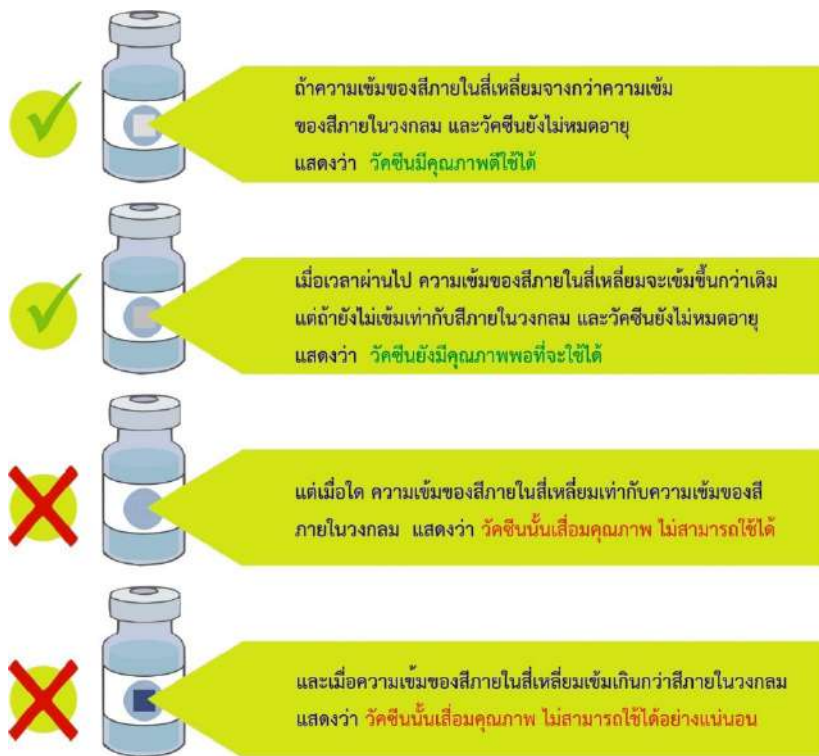 ถ้าความเข้มของสีภายในสี่เหลี่ยมจางกว่าความเข้ม
ของสีภายในวงกลม และวัคซีนยังไม่หมดอายุ
แสดงว่า วัคซีนมีคุณภาพดีใช้ได้
เมื่อเวลาผ่านไป ความเข้มของสีภายในสี่เหลี่ยมจะเข้มขึ้นกว่าเดิม
แต่ถ้ายังไม่เข้มเท่ากับสีภายในวงกลม และวัคซีนยังไม่หมดอายุ
แสดงว่า วัคซีนยังมีคุณภาพพอที่จะใช้ได้
แต่เมื่อใด ความเข้มของสีภายในสี่เหลี่ยมเท่ากับความเข้มของสี
ภายในวงกลม แสดงว่า วัคซีนนั้นเสื่อมคุณภาพ ไม่สามารถใช้ได้
และเมื่อความเข้มของสีภายในสี่เหลี่ยมเข้มเกินกว่าสีภายในวงกลม
แสดงว่า วัคซีนนั้นเสื่อมคุณภาพ ไม่สามารถใช้ได้อย่างแน่นอน